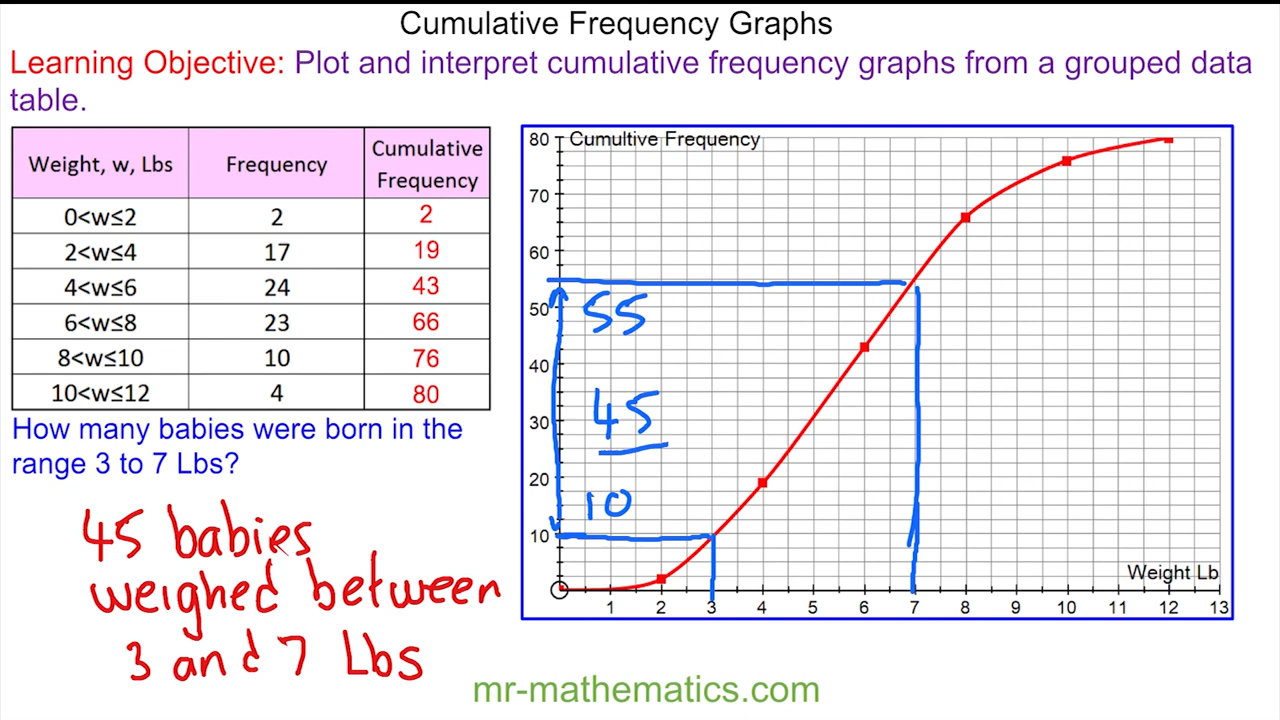 Cumulative Frequency Graphs
Learning Objective: Plot and interpret cumulative frequency graphs from a grouped data
table.
Weight, w, Lbs Frequency Cumulative Frequency
0<w≤2 2 2
2<w≤4 17 19
4<w≤6 24 43
6<w≤8 23 66
8<w≤10 10 76
10<w≤12 4 80
How many babies were born in the
range 3 to 7 Lbs?
45 babies
weighed between
3 and 7 Lbs
Cumultive Frequency
80
70
60
50
40
30
20
10
55
45
10
Weight Lb
1 2 3 4 5 6 7 8 9 10 11 12 13
mr-mathematics.com